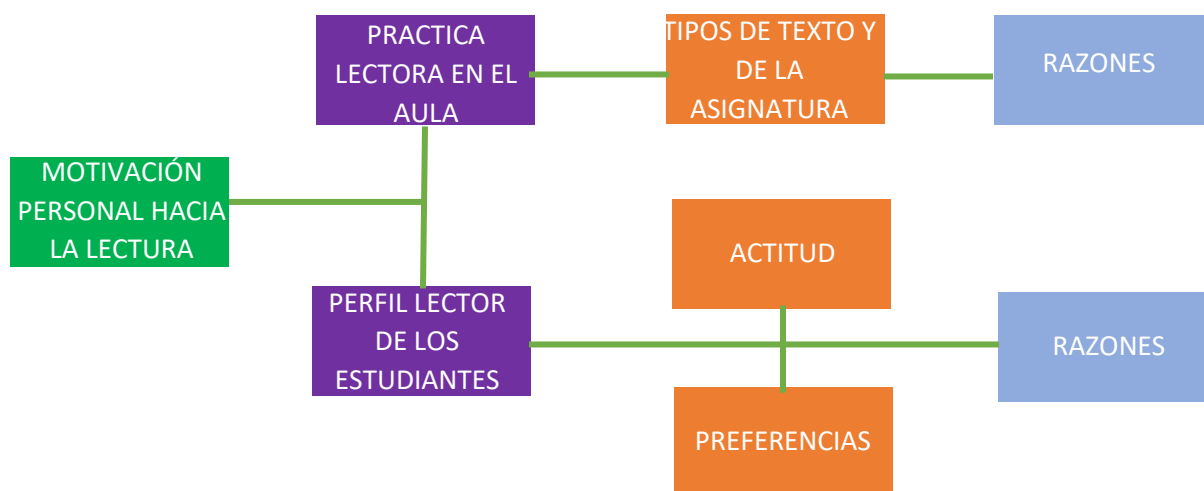 PRACTICA
LECTORA EN EL
AULA
TIPOS DE TEXTO Y
DE LA
ASIGNATURA
RAZONES
MOTIVACIÓN
PERSONAL HACIA
LA LECTURA
ACTITUD
PERFIL LECTOR
DE LOS
ESTUDIANTES
RAZONES
PREFERENCIAS